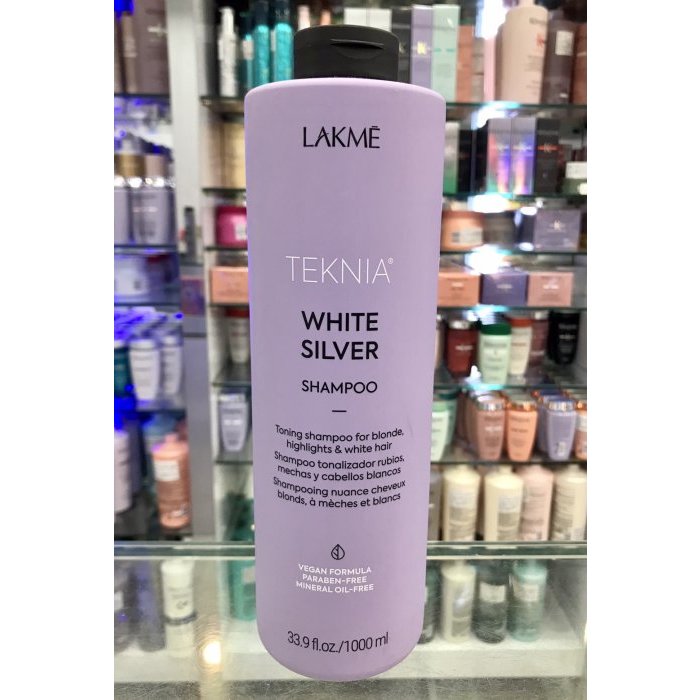 LAKMĒ
TEKNIA®
WHITE
SILVER
SHAMPOO
Toning shampoo for blonde,
highlights & white hair
Shampoo tonalizador rubios,
mechas y cabellos blancos
Shampooing nuance cheveux
blonds, à mèches et blancs
VEGAN FORMULA
PARABEN-FREE
MINERAL OIL-FREE
33.9 fl.oz./1000 ml